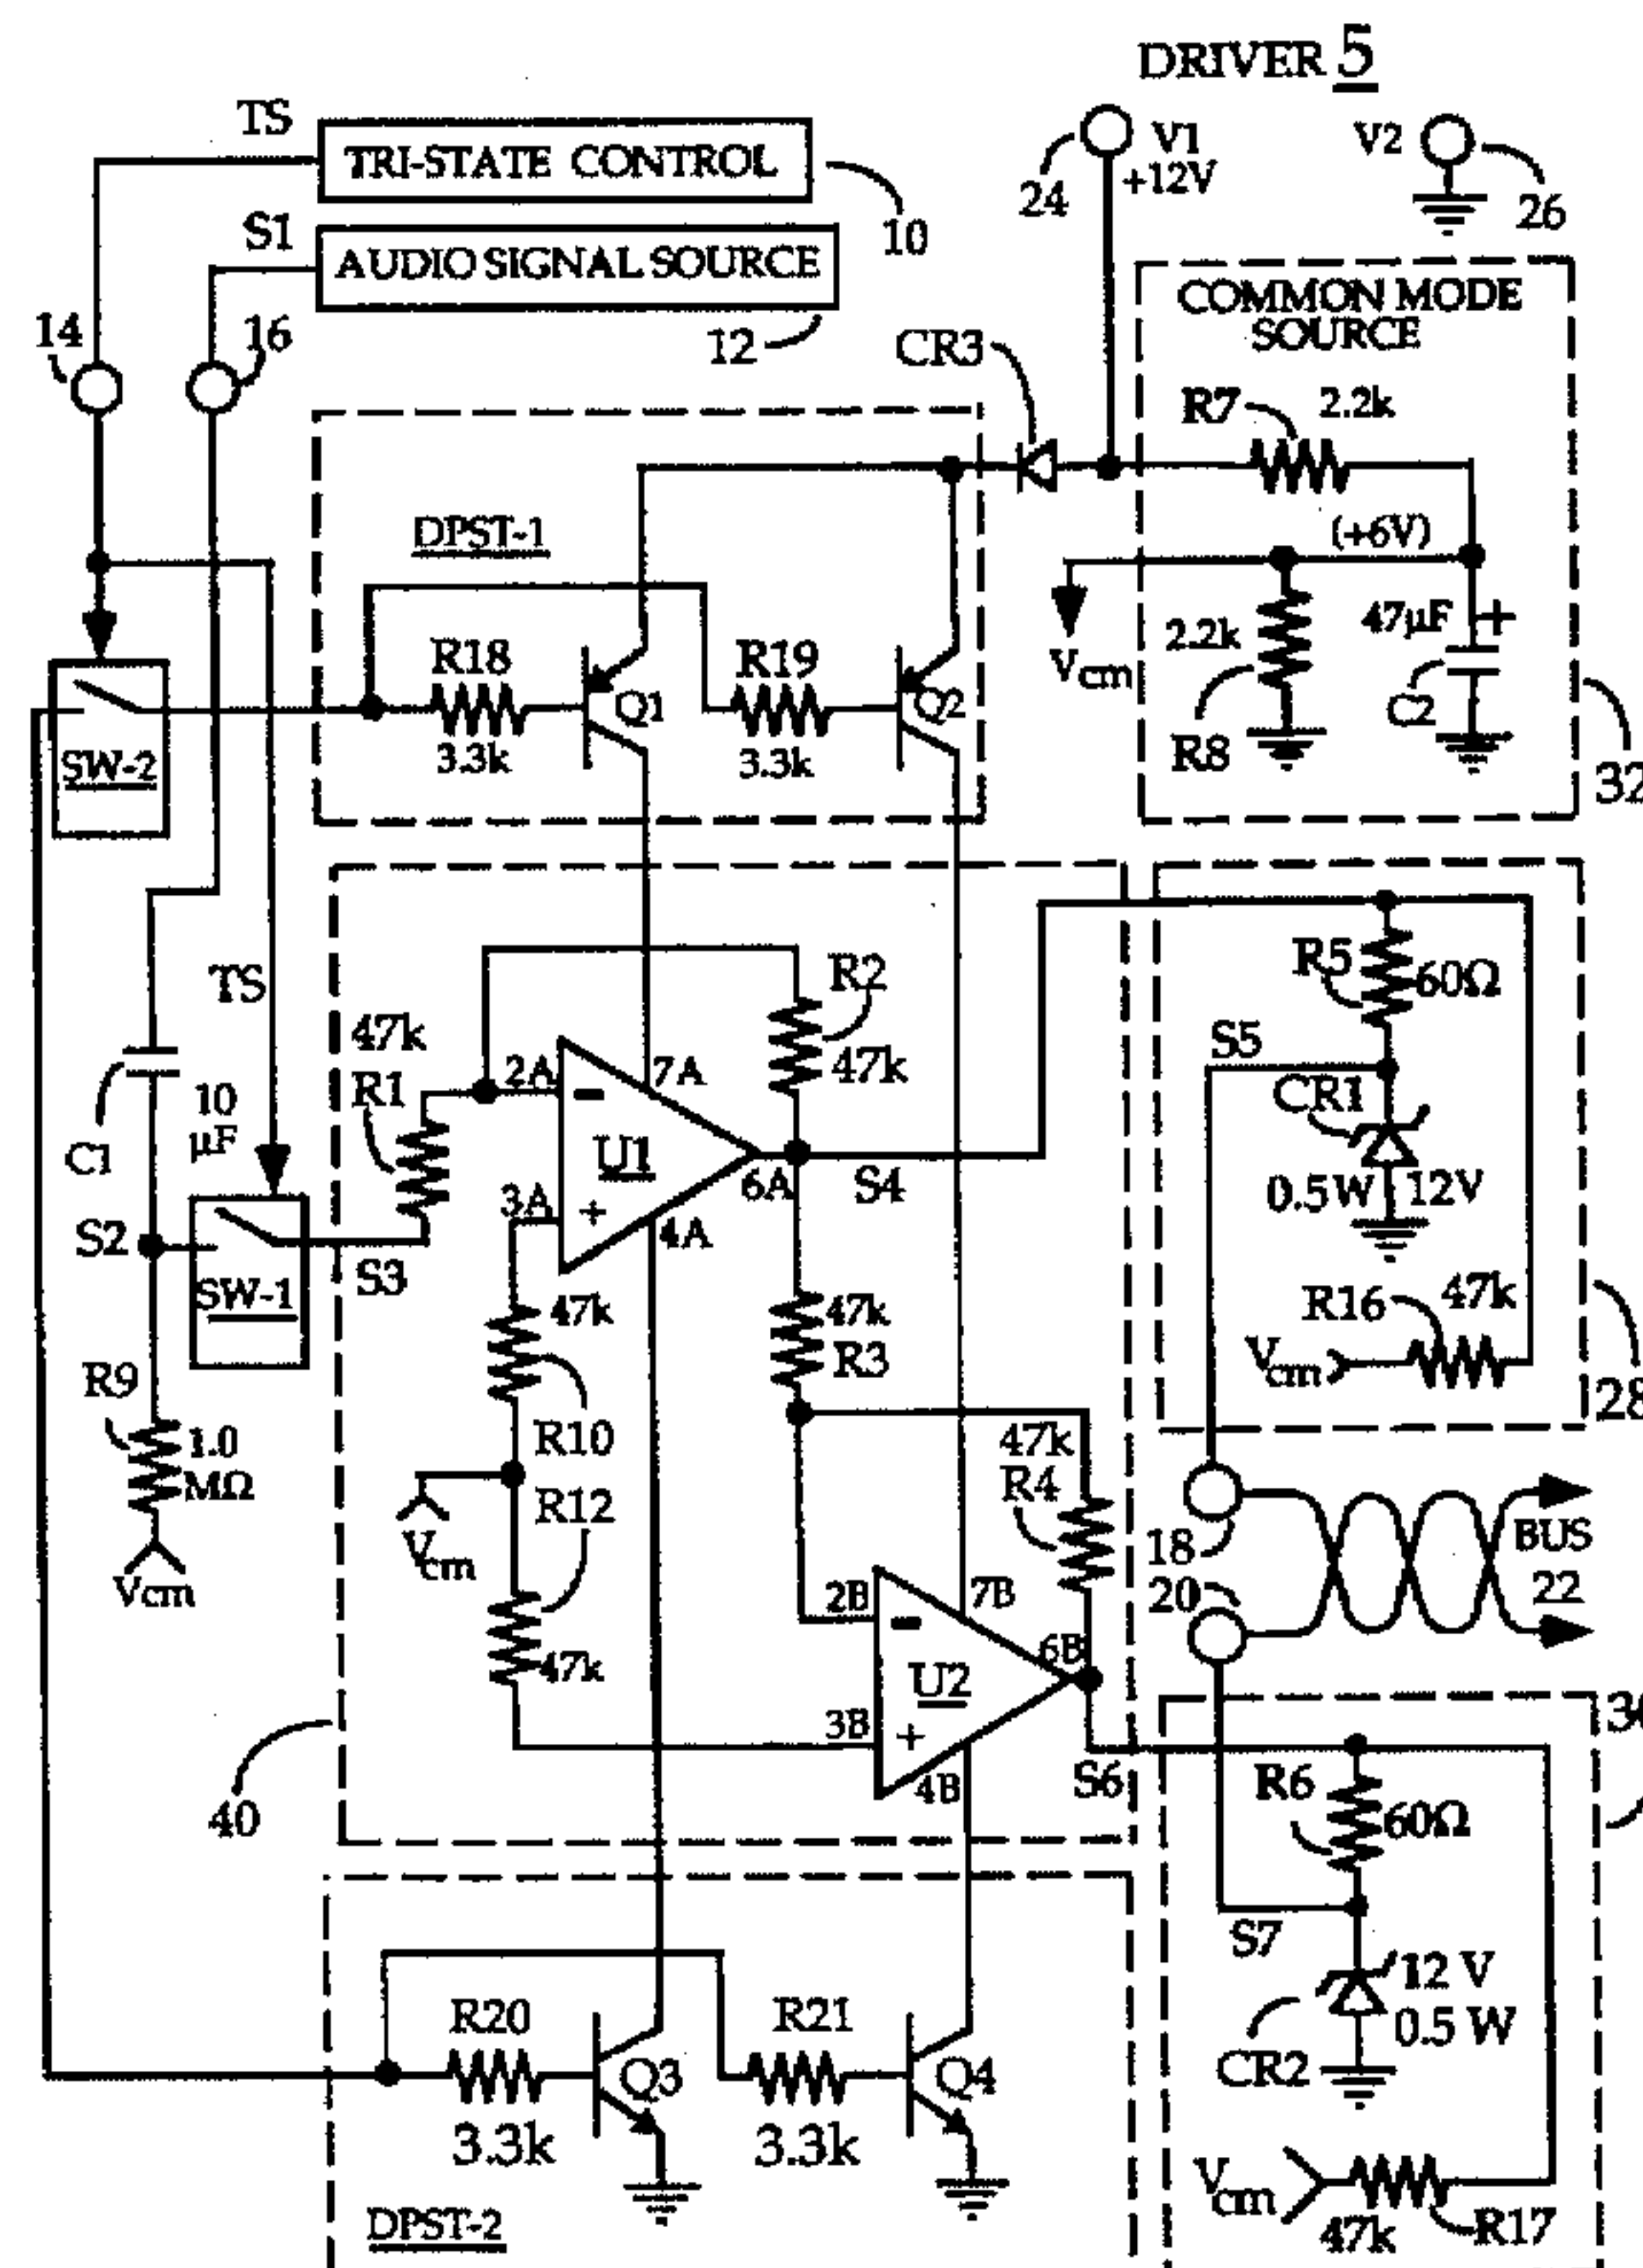 DRIVER 5
TS
TRI-STATE CONTROL
10
S1
AUDIO SIGNAL SOURCE
12
14
16
24
V1
+12V
V2
26
COMMON MODE
SOURCE
CR3
R7
2.2k
(+6V)
Vcm
2.2k
R8
47µF
+
C2
32
DPST-1
R18
3.3k
Q1
R19
3.3k
Q2
SW-2
TS
C1
10
µF
S2
SW-1
S3
R9
1.0
MΩ
Vcm
47k
R1
2A
-
7A
U1
3A
+
4A
6A
S4
R2
47k
47k
R10
Vcm
R12
47k
47k
R3
47k
R4
2B
-
7B
U2
6B
3B
+
4B
S6
40
R5
60Ω
S5
CR1
0.5W
12V
R16
47k
Vcm
28
18
20
BUS
22
R6
60Ω
S7
12 V
0.5 W
CR2
Vcm
47k
R17
R20
3.3k
Q3
R21
3.3k
Q4
DPST-2